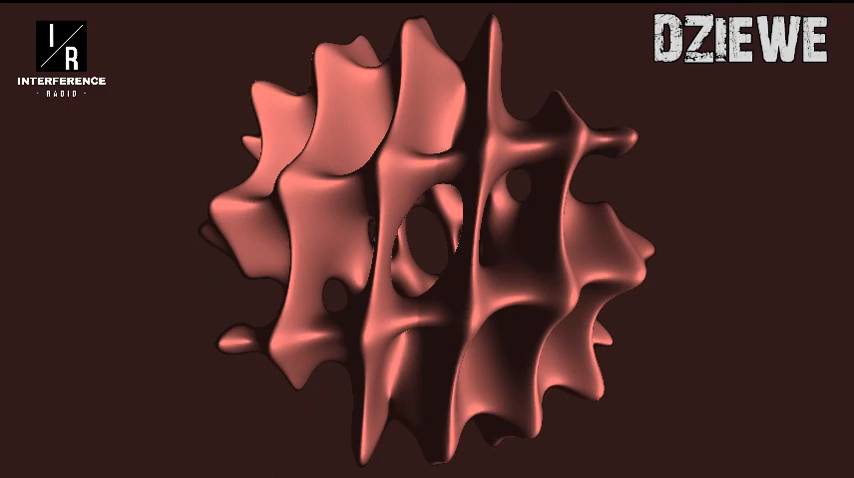 I
R
INTERFERENCE
· RADIO ·
DZIEWE